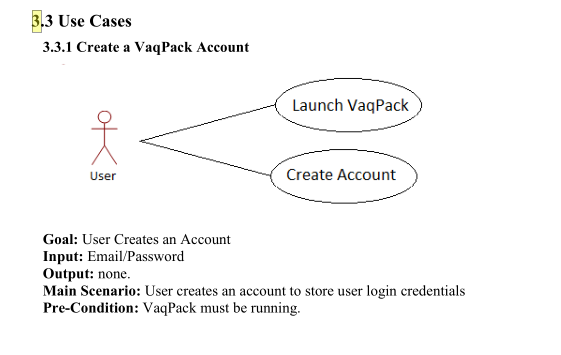 3.3 Use Cases
3.3.1 Create a VaqPack Account
Launch VaqPack
User
Create Account
Goal: User Creates an Account
Input: Email/Password
Output: none.
Main Scenario: User creates an account to store user login credentials
Pre-Condition: VaqPack must be running.